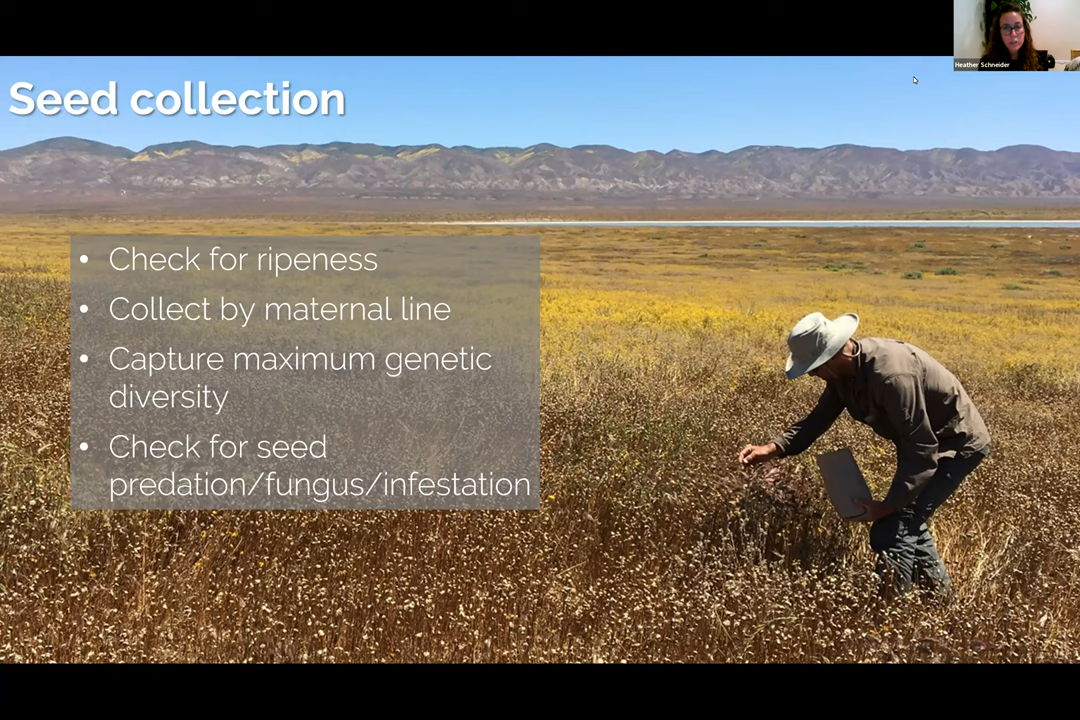 Heather Schneider
Seed collection
• Check for ripeness
• Collect by maternal line
• Capture maximum genetic
diversity
• Check for seed
predation/fungus/infestation